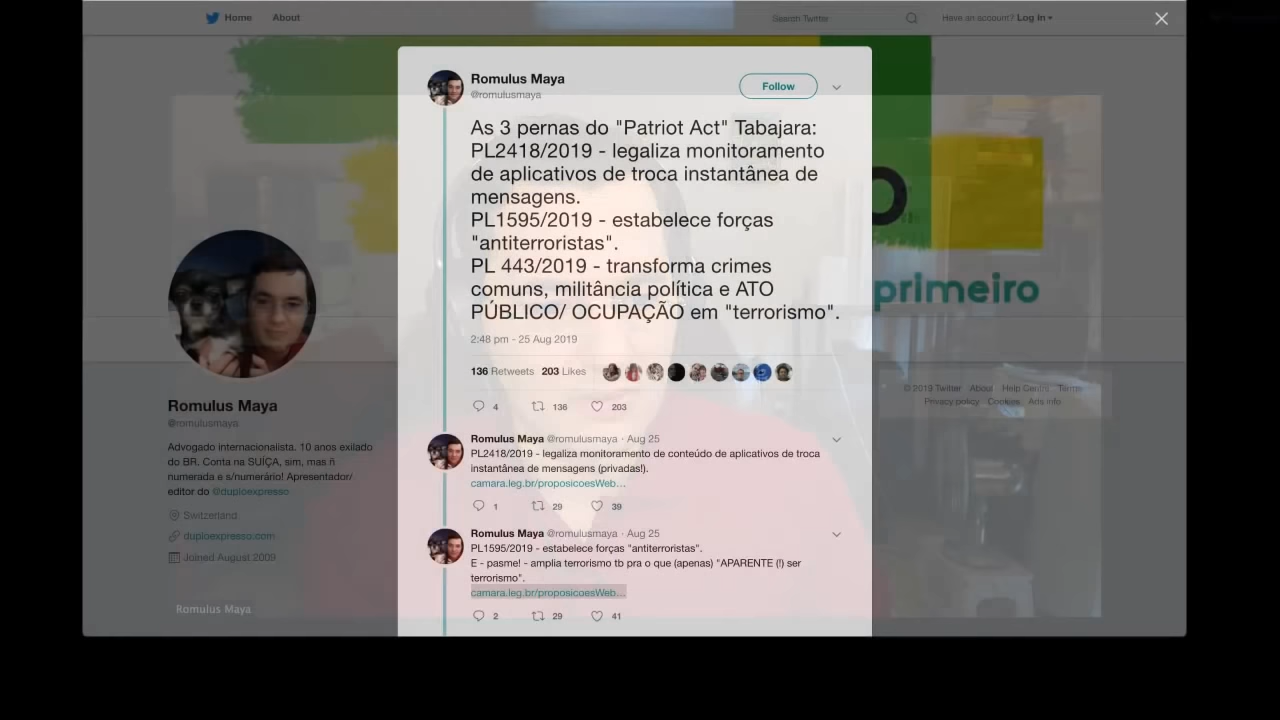 Home About Search Twitter Have an account? Log In
Romulus Maya
@romulusmaya
Follow
As 3 pernas do "Patriot Act" Tabajara:
PL2418/2019 - legaliza monitoramento
de aplicativos de troca instantânea de
mensagens.
PL1595/2019 - estabelece forças
"antiterroristas".
PL 443/2019 - transforma crimes
comuns, militância política e ATO
PÚBLICO/ OCUPAÇÃO em "terrorismo".
2:48 pm - 25 Aug 2019
136 Retweets 203 Likes
4 136 203
Romulus Maya @romulusmaya · Aug 25
PL2418/2019 - legaliza monitoramento de conteúdo de aplicativos de troca
instantânea de mensagens (privadas!).
camara.leg.br/proposicoesWeb...
1 29 39
Romulus Maya @romulusmaya · Aug 25
PL1595/2019 - estabelece forças "antiterroristas".
E - pasme! - amplia terrorismo tb pra o que (apenas) "APARENTE (!) ser
terrorismo".
camara.leg.br/proposicoesWeb...
2 29 41
Romulus Maya
@romulusmaya
Advogado internacionalista. 10 anos exilado
do BR. Conta na SUÍÇA, sim, mas ñ
numerada e s/numerário! Apresentador/
editor do @duploexpresso
Switzerland
duploexpresso.com
Joined August 2009
Romulus Maya
primeiro
© 2019 Twitter About Help Center Terms
Privacy policy Cookies Ads info